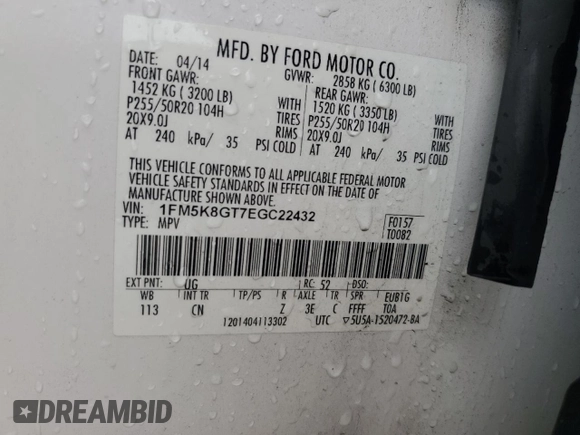 MFD. BY FORD MOTOR CO.
DATE: 04/14 GVWR: 2858 KG ( 6300 LB)
FRONT GAWR: REAR GAWR:
1452 KG ( 3200 LB) WITH 1520 KG ( 3350 LB) WITH
P255/50R20 104H TIRES P255/50R20 104H TIRES
20X9.0J RIMS 20X9.0J RIMS
AT 240 kPa/ 35 PSI COLD AT 240 kPa/ 35 PSI COLD
THIS VEHICLE CONFORMS TO ALL APPLICABLE FEDERAL MOTOR
VEHICLE SAFETY STANDARDS IN EFFECT ON THE DATE OF
MANUFACTURE SHOWN ABOVE.
VIN: 1FM5K8GT7EGC22432
TYPE: MPV
F0157
T0082
EXT PNT: UG RC: 52 DSO:
WB INT TR TP/PS R AXLE TR SPR EUB1G
113 CN Z 3E C FFFF TOA
1201404113302 UTC ▽5U5A-1520472-BA
DREAMBID